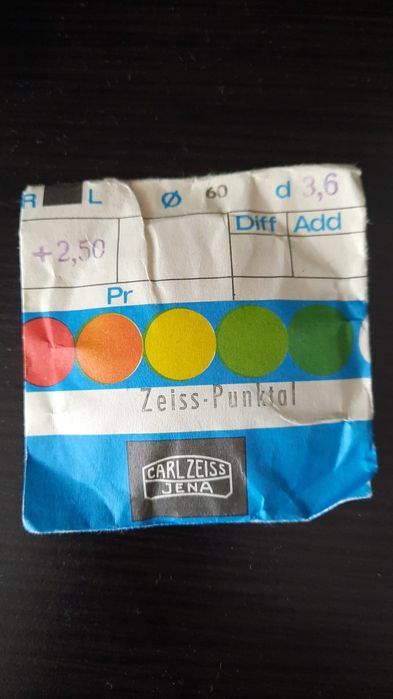 R L Ø 60 d 3,6
Diff Add
+2,50
Pr
Zeiss-Punktal
CARL ZEISS
JENA